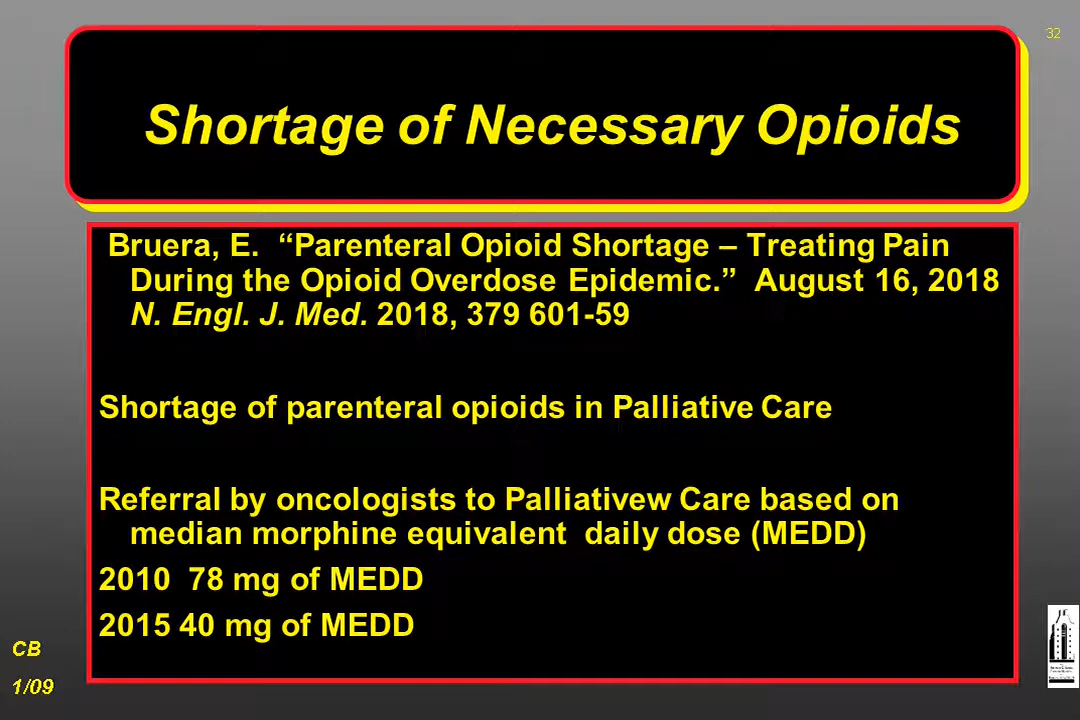 32
Shortage of Necessary Opioids
Bruera, E. “Parenteral Opioid Shortage – Treating Pain
During the Opioid Overdose Epidemic.” August 16, 2018
N. Engl. J. Med. 2018, 379 601-59
Shortage of parenteral opioids in Palliative Care
Referral by oncologists to Palliativew Care based on
median morphine equivalent daily dose (MEDD)
2010 78 mg of MEDD
2015 40 mg of MEDD
CB
1/09